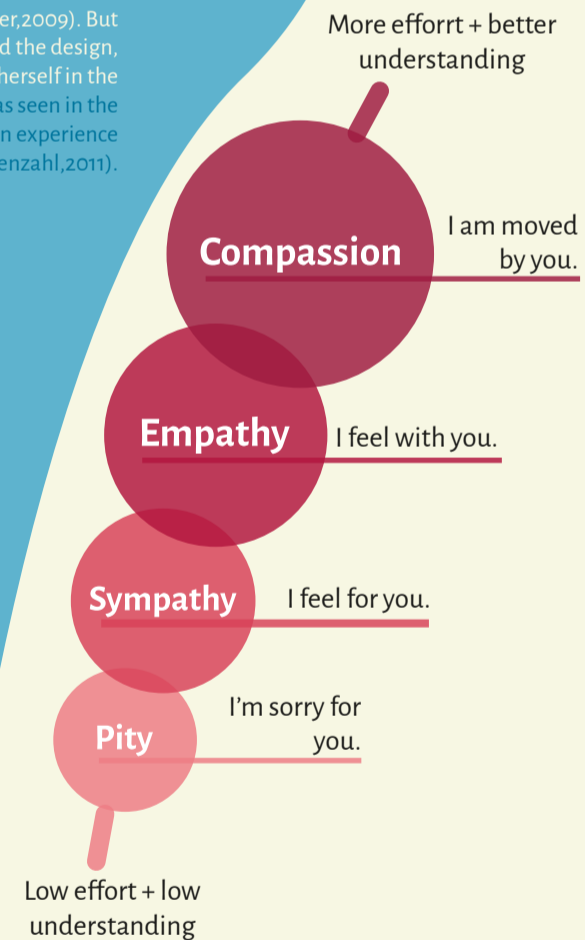 er,2009). But
d the design,
herself in the
as seen in the
n experience
enzahl,2011).
More efforrt + better
understanding
Compassion
I am moved
by you.
Empathy
I feel with you.
Sympathy
I feel for you.
Pity
I'm sorry for
you.
Low effort + low
understanding